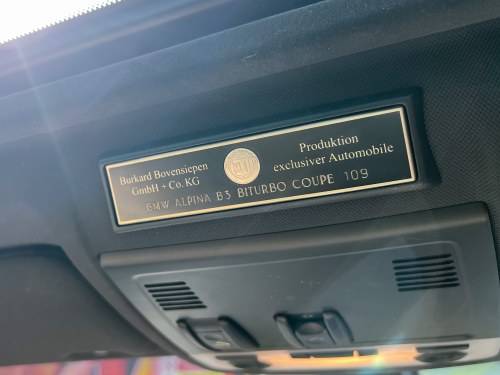 Burkard Bovensiepen
GmbH + Co. KG
Produktion
exclusiver Automobile
BMW ALPINA B3 BITURBO COUPE 109